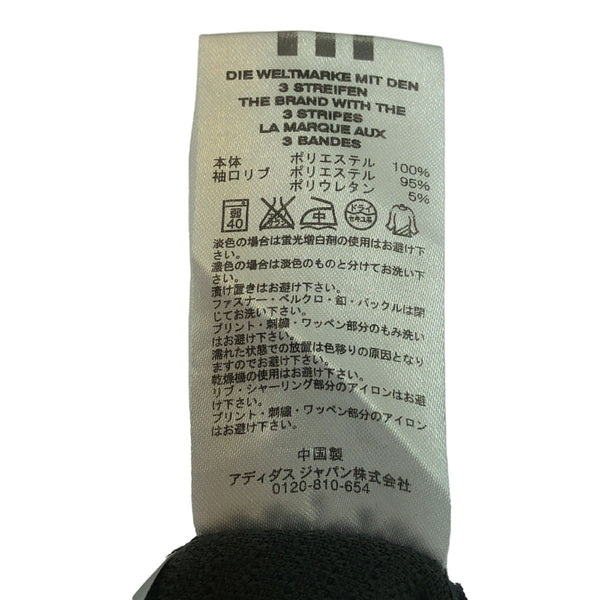 DIE WELTMARKE MIT DEN
3 STREIFEN
THE BRAND WITH THE
3 STRIPES
LA MARQUE AUX
3 BANDES
本体 ポリエステル 100%
袖口リブ ポリエステル 95%
ポリウレタン 5%
弱 40 中 ドライ セキユ系
淡色の場合は蛍光増白剤の使用はお避け下
さい。
濃色の場合は淡色のものと分けてお洗い下
さい。
漬け置きはお避け下さい。
ファスナー・ベルクロ・釦・バックルは閉
じてお洗い下さい。
プリント・刺繍・ワッペン部分のもみ洗い
はお避け下さい。
濡れた状態での放置は色移りの原因となり
ますのでお避け下さい。
乾燥機の使用はお避け下さい。
リブ・シャーリング部分のアイロンはお避
け下さい。
プリント・刺繍・ワッペン部分のアイロン
はお避け下さい。
中国製
アディダス ジャパン株式会社
0120-810-654